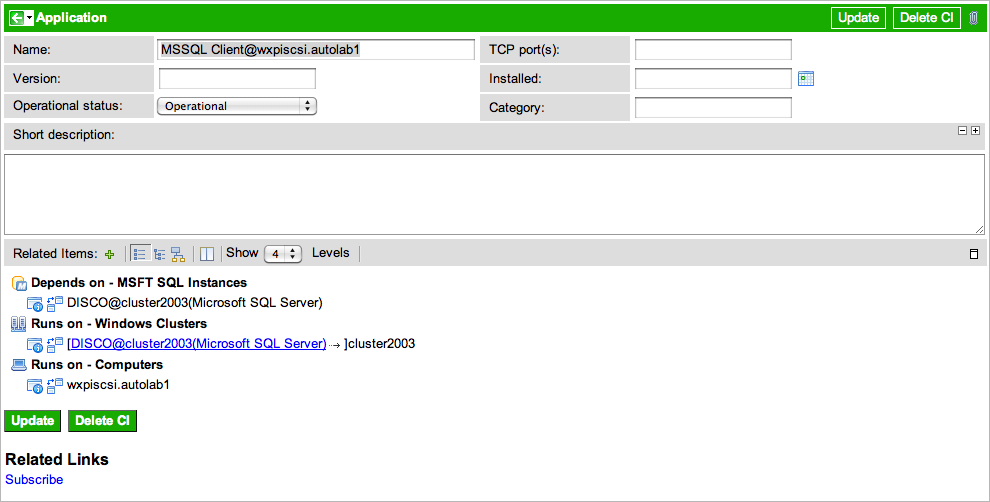 Application Update Delete CI
Name: MSSQL Client@wxpiscsi.autolab1 TCP port(s):
Version: Installed:
Operational status: Operational Category:
Short description:
Related Items: Show 4 Levels
Depends on - MSFT SQL Instances
DISCO@cluster2003(Microsoft SQL Server)
Runs on - Windows Clusters
[DISCO@cluster2003(Microsoft SQL Server) → ]cluster2003
Runs on - Computers
wxpiscsi.autolab1
Update Delete CI
Related Links
Subscribe